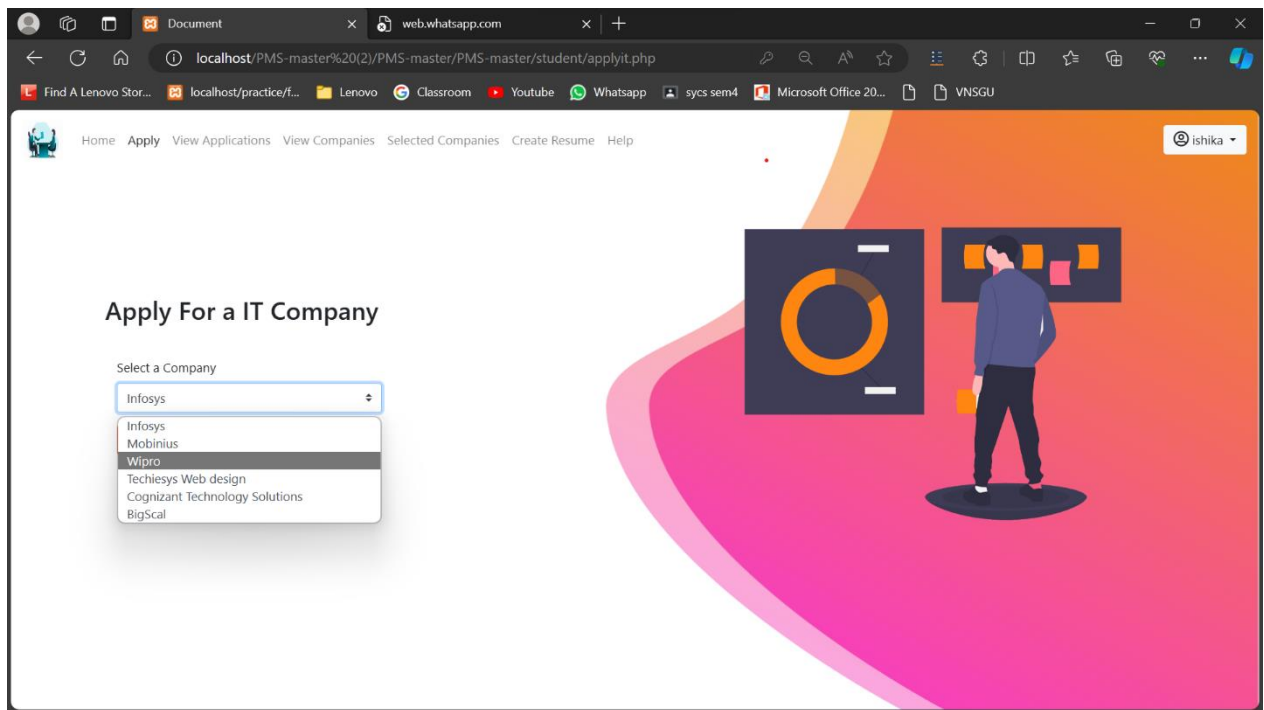 Document
web.whatsapp.com
localhost/PMS-master%20(2)/PMS-master/PMS-master/student/applyit.php
Find A Lenovo Stor... localhost/practice/f... Lenovo Classroom Youtube Whatsapp sycs sem4 Microsoft Office 20... VNSGU
Home Apply View Applications View Companies Selected Companies Create Resume Help
ishika
Apply For a IT Company
Select a Company
Infosys
Infosys
Mobinius
Wipro
Techiesys Web design
Cognizant Technology Solutions
BigScal